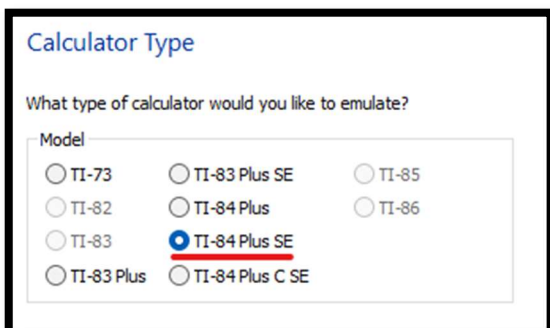 Calculator Type
What type of calculator would you like to emulate?
Model
TI-73 TI-83 Plus SE TI-85
TI-82 TI-84 Plus TI-86
TI-83 TI-84 Plus SE
TI-83 Plus TI-84 Plus C SE